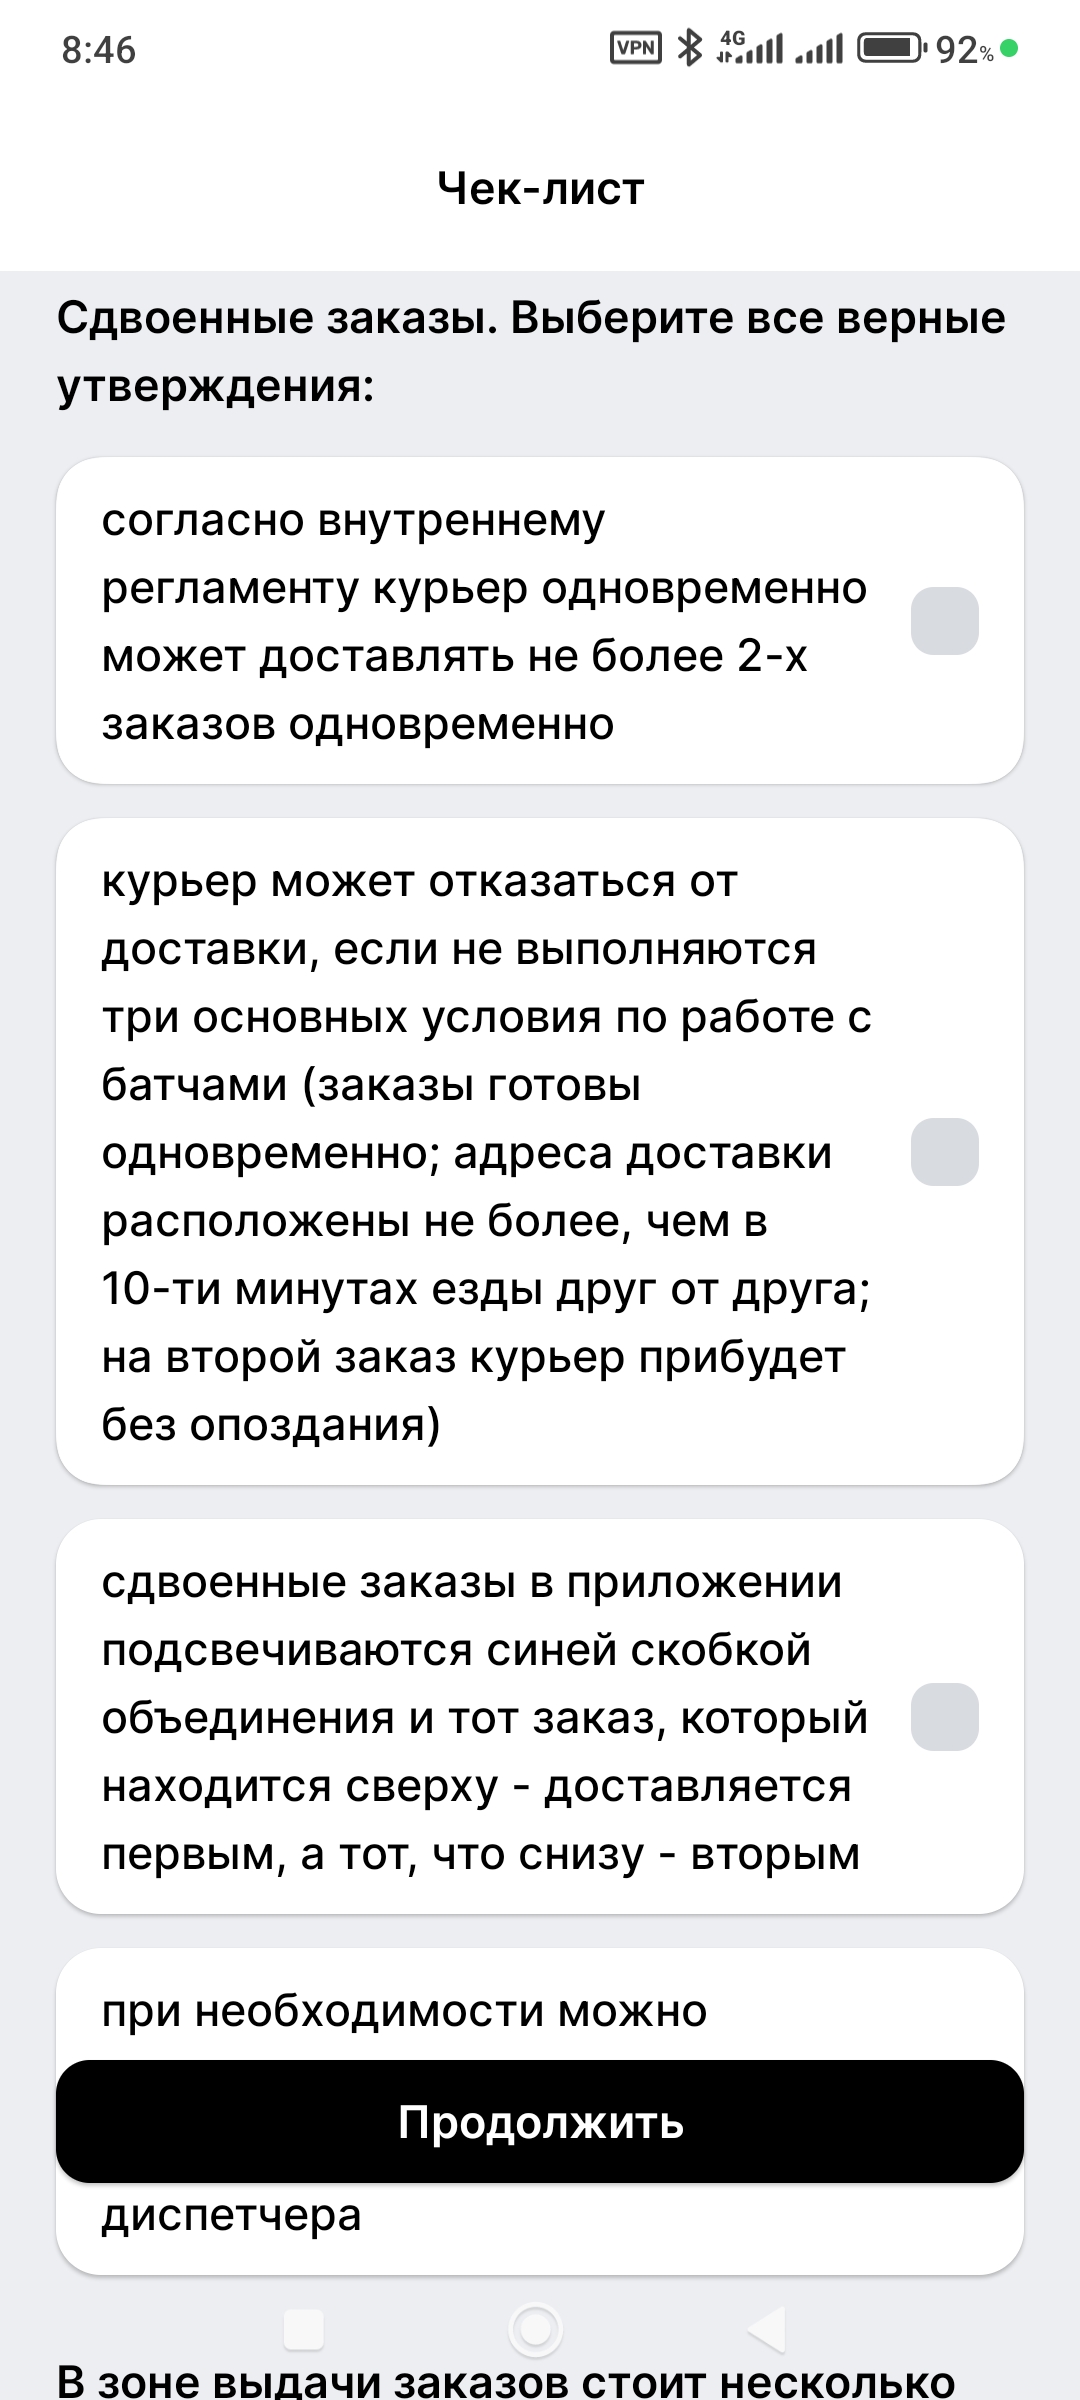 8:46
VPN
4G
92%
Чек-лист
Сдвоенные заказы. Выберите все верные
утверждения:
согласно внутреннему
регламенту курьер одновременно
может доставлять не более 2-х
заказов одновременно
курьер может отказаться от
доставки, если не выполняются
три основных условия по работе с
батчами (заказы готовы
одновременно; адреса доставки
расположены не более, чем в
10-ти минутах езды друг от друга;
на второй заказ курьер прибудет
без опоздания)
сдвоенные заказы в приложении
подсвечиваются синей скобкой
объединения и тот заказ, который
находится сверху - доставляется
первым, а тот, что снизу - вторым
при необходимости можно
Продолжить
диспетчера
В зоне выдачи заказов стоит несколько